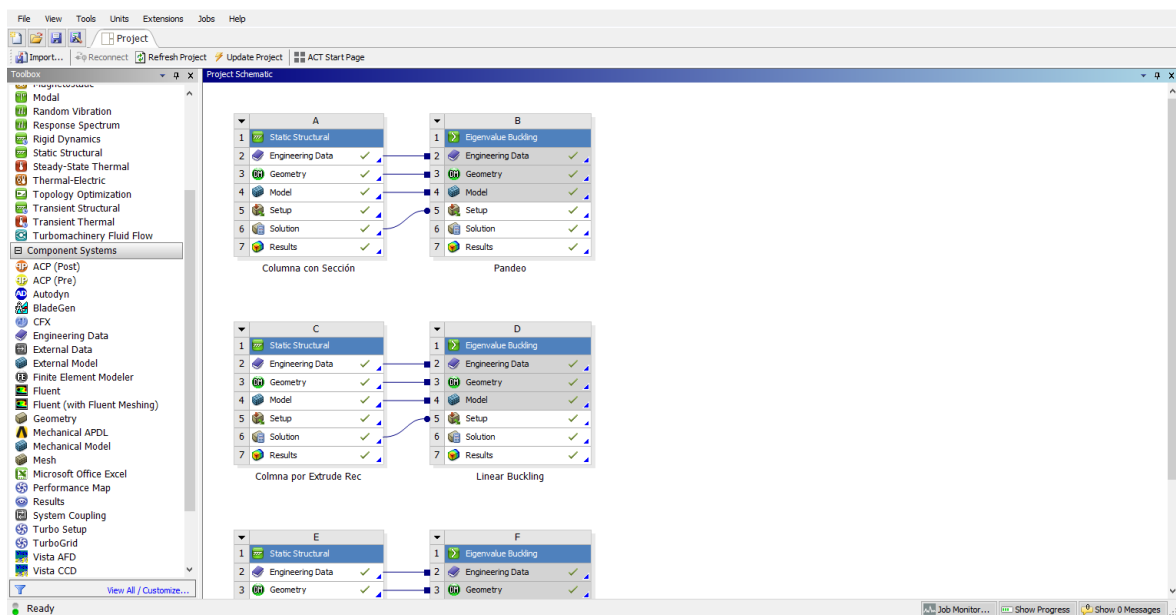 File View Tools Units Extensions Jobs Help
Project
Import... Reconnect Refresh Project Update Project ACT Start Page
Toolbox
Magnetostatic
Modal
Random Vibration
Response Spectrum
Rigid Dynamics
Static Structural
Steady-State Thermal
Thermal-Electric
Topology Optimization
Transient Structural
Transient Thermal
Turbomachinery Fluid Flow
Component Systems
ACP (Post)
ACP (Pre)
Autodyn
BladeGen
CFX
Engineering Data
External Data
External Model
Finite Element Modeler
Fluent
Fluent (with Fluent Meshing)
Geometry
Mechanical APDL
Mechanical Model
Mesh
Microsoft Office Excel
Performance Map
Results
System Coupling
Turbo Setup
TurboGrid
Vista AFD
Vista CCD
View All / Customize...
Project Schematic
A
1 Static Structural
2 Engineering Data
3 Geometry
4 Model
5 Setup
6 Solution
7 Results
Columna con Sección
B
1 Eigenvalue Buckling
2 Engineering Data
3 Geometry
4 Model
5 Setup
6 Solution
7 Results
Pandeo
C
1 Static Structural
2 Engineering Data
3 Geometry
4 Model
5 Setup
6 Solution
7 Results
Colmna por Extrude Rec
D
1 Eigenvalue Buckling
2 Engineering Data
3 Geometry
4 Model
5 Setup
6 Solution
7 Results
Linear Buckling
E
1 Static Structural
2 Engineering Data
3 Geometry
F
1 Eigenvalue Buckling
2 Engineering Data
3 Geometry
Ready
Job Monitor... Show Progress Show 0 Messages